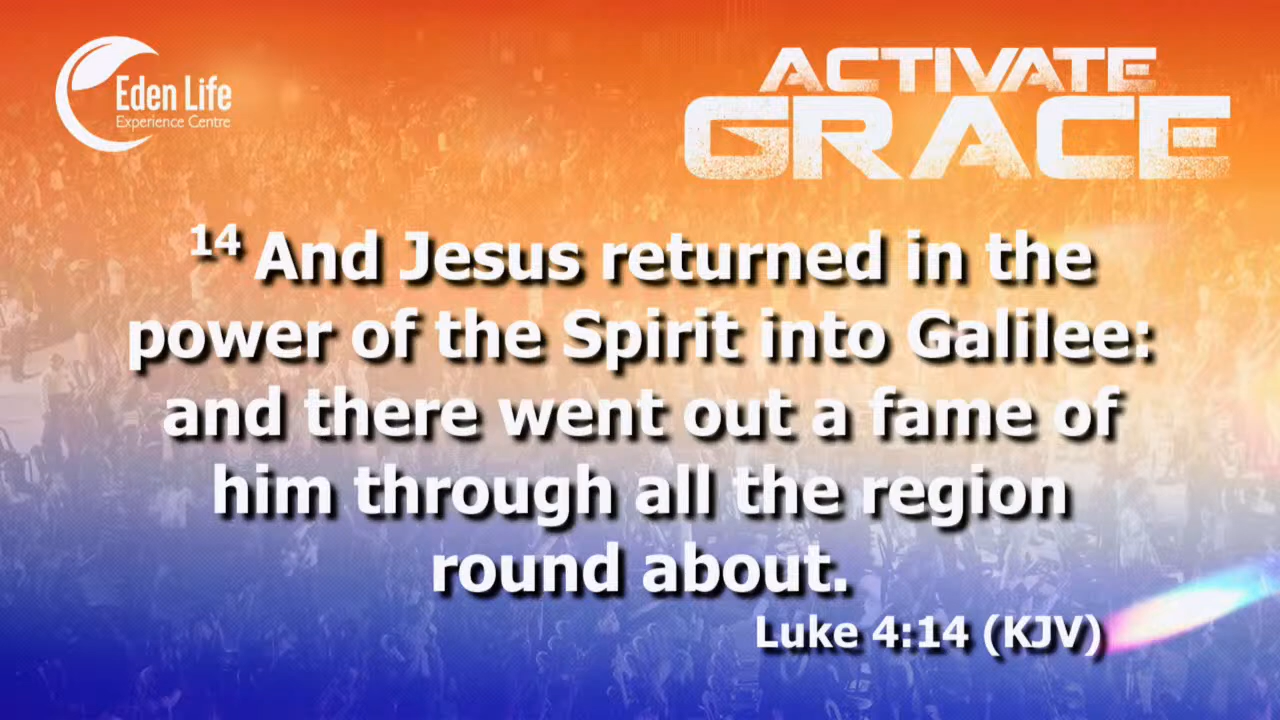 Eden Life
Experience Centre
ACTIVATE
GRACE
14 And Jesus returned in the
power of the Spirit into Galilee:
and there went out a fame of
him through all the region
round about.
Luke 4:14 (KJV)